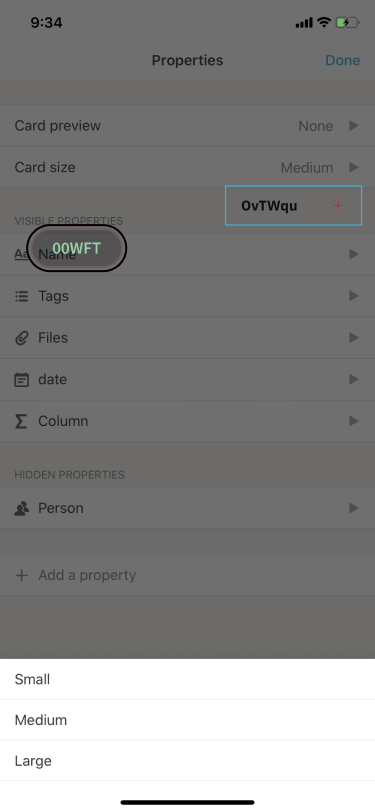 9:34
Properties
Done
Card preview
None
Card size
Medium
OvTWqu +
VISIBLE PROPERTIES
00WFT
Aa Name
Tags
Files
date
Column
HIDDEN PROPERTIES
Person
+ Add a property
Small
Medium
Large